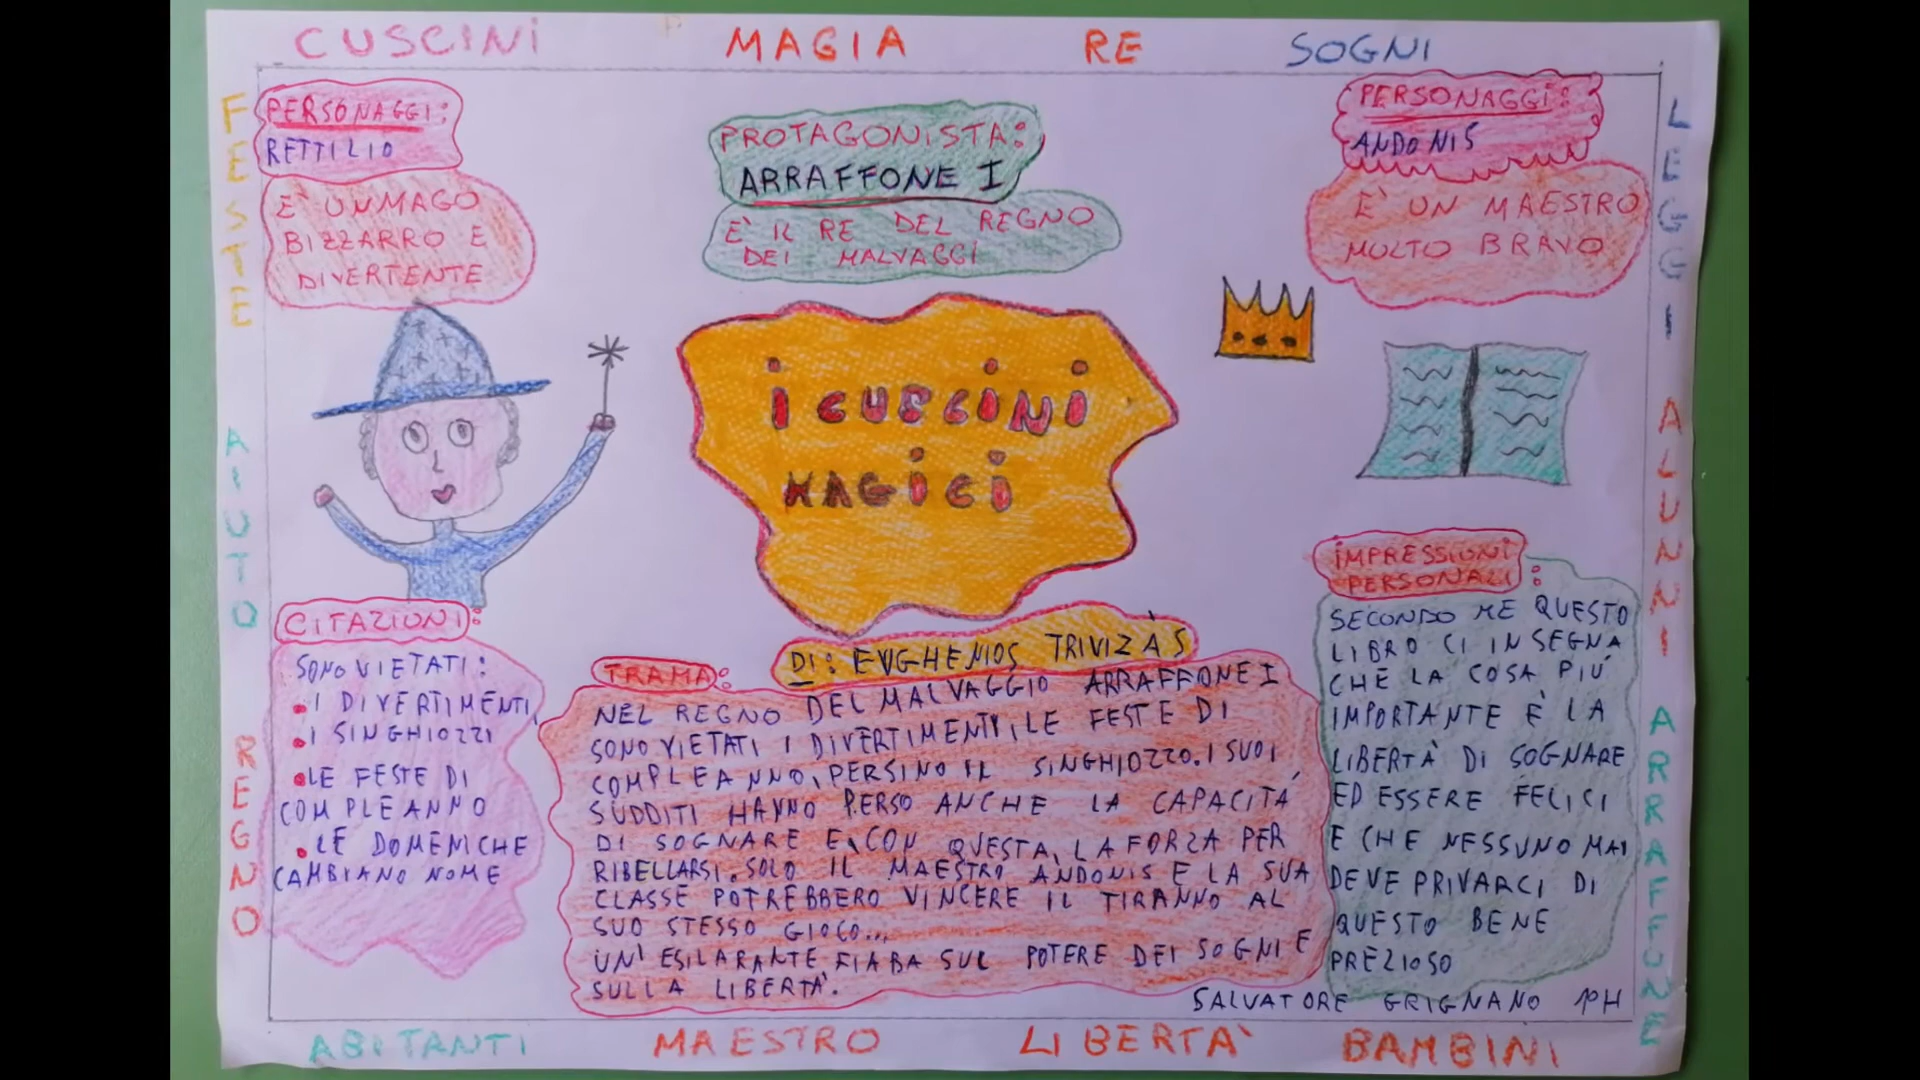 CUSCINI MAGIA RE SOGNI
FESTE
AIUTO
REGNO
PERSONAGGI:
RETTILIO
E' UN MAGO
BIZZARRO E
DIVERTENTE
PROTAGONISTA:
ARRAFFONE I
E' IL RE DEL REGNO
DEI MALVAGGI
PERSONAGGI:
ANDONIS
E' UN MAESTRO
MOLTO BRAVO
LEGGI
ALUNNI
ARRAFFONE
i CUSCiNi
MAGiCi
DI: EVGHENIOS TRIVIZÀS
CITAZIONI:
SONO VIETATI:
.I DIVERTIMENTI
.I SINGHIOZZI
.LE FESTE DI
COMPLEANNO
.LE DOMENICHE
CAMBIANO NOME
TRAMA:
NEL REGNO DEL MALVAGGIO ARRAFFONE I
SONO VIETATI I DIVERTIMENTI, LE FESTE DI
COMPLEANNO, PERSINO IL SINGHIOZZO. I SUOI
SUDDITI HANNO PERSO ANCHE LA CAPACITÁ
DI SOGNARE E, CON QUESTA, LA FORZA PER
RIBELLARSI. SOLO IL MAESTRO ANDONIS E LA SUA
CLASSE POTREBBERO VINCERE IL TIRANNO AL
SUO STESSO GIOCO...
UN'ESILARANTE FIABA SUL POTERE DEI SOGNI E
SULLA LIBERTA'.
iMPRESSIONI
PERSONALI:
SECONDO ME QUESTO
LIBRO CI INSEGNA
CHE LA COSA PIÚ
IMPORTANTE È LA
LIBERTÀ DI SOGNARE
ED ESSERE FELICI
E CHE NESSUNO MAI
DEVE PRIVARCI DI
QUESTO BENE
PREZIOSO
SALVATORE GRIGNANO 1^H
ABITANTI MAESTRO LIBERTA' BAMBINI